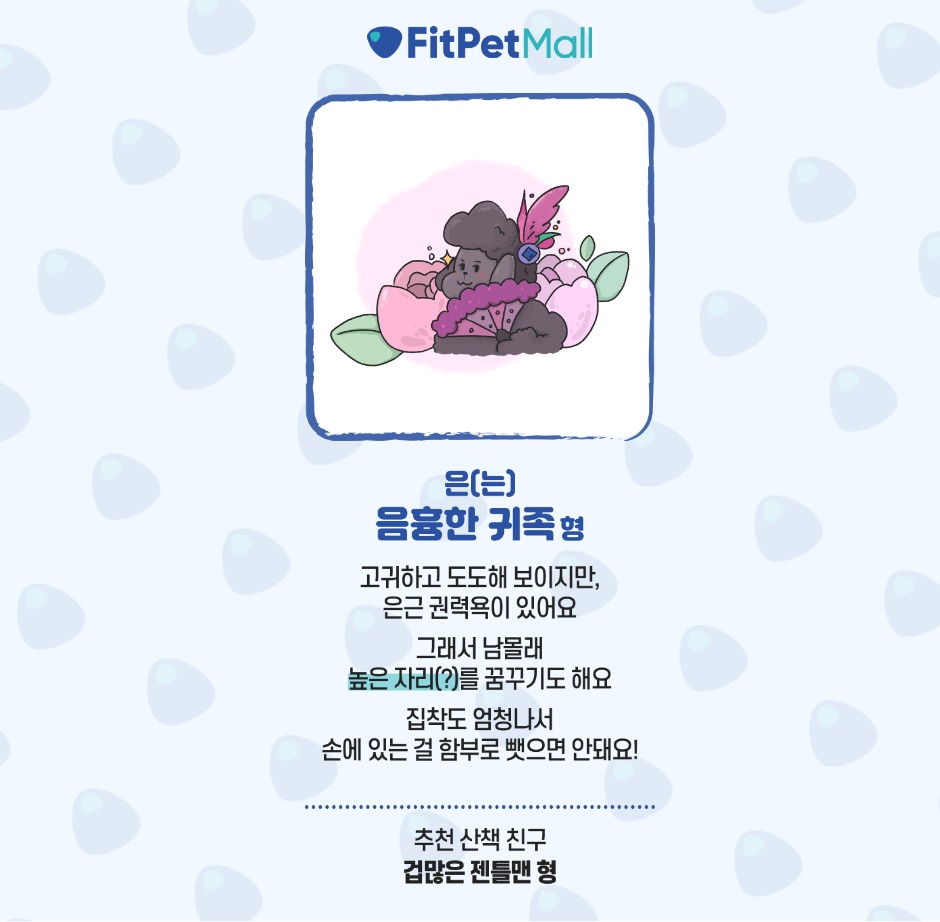 FitPetMall
은(는)
음흉한 귀족 형
고귀하고 도도해 보이지만,
은근 권력욕이 있어요
그래서 남몰래
높은 자리(?)를 꿈꾸기도 해요
집착도 엄청나서
손에 있는 걸 함부로 뺏으면 안돼요!
추천 산책 친구
겁많은 젠틀맨 형